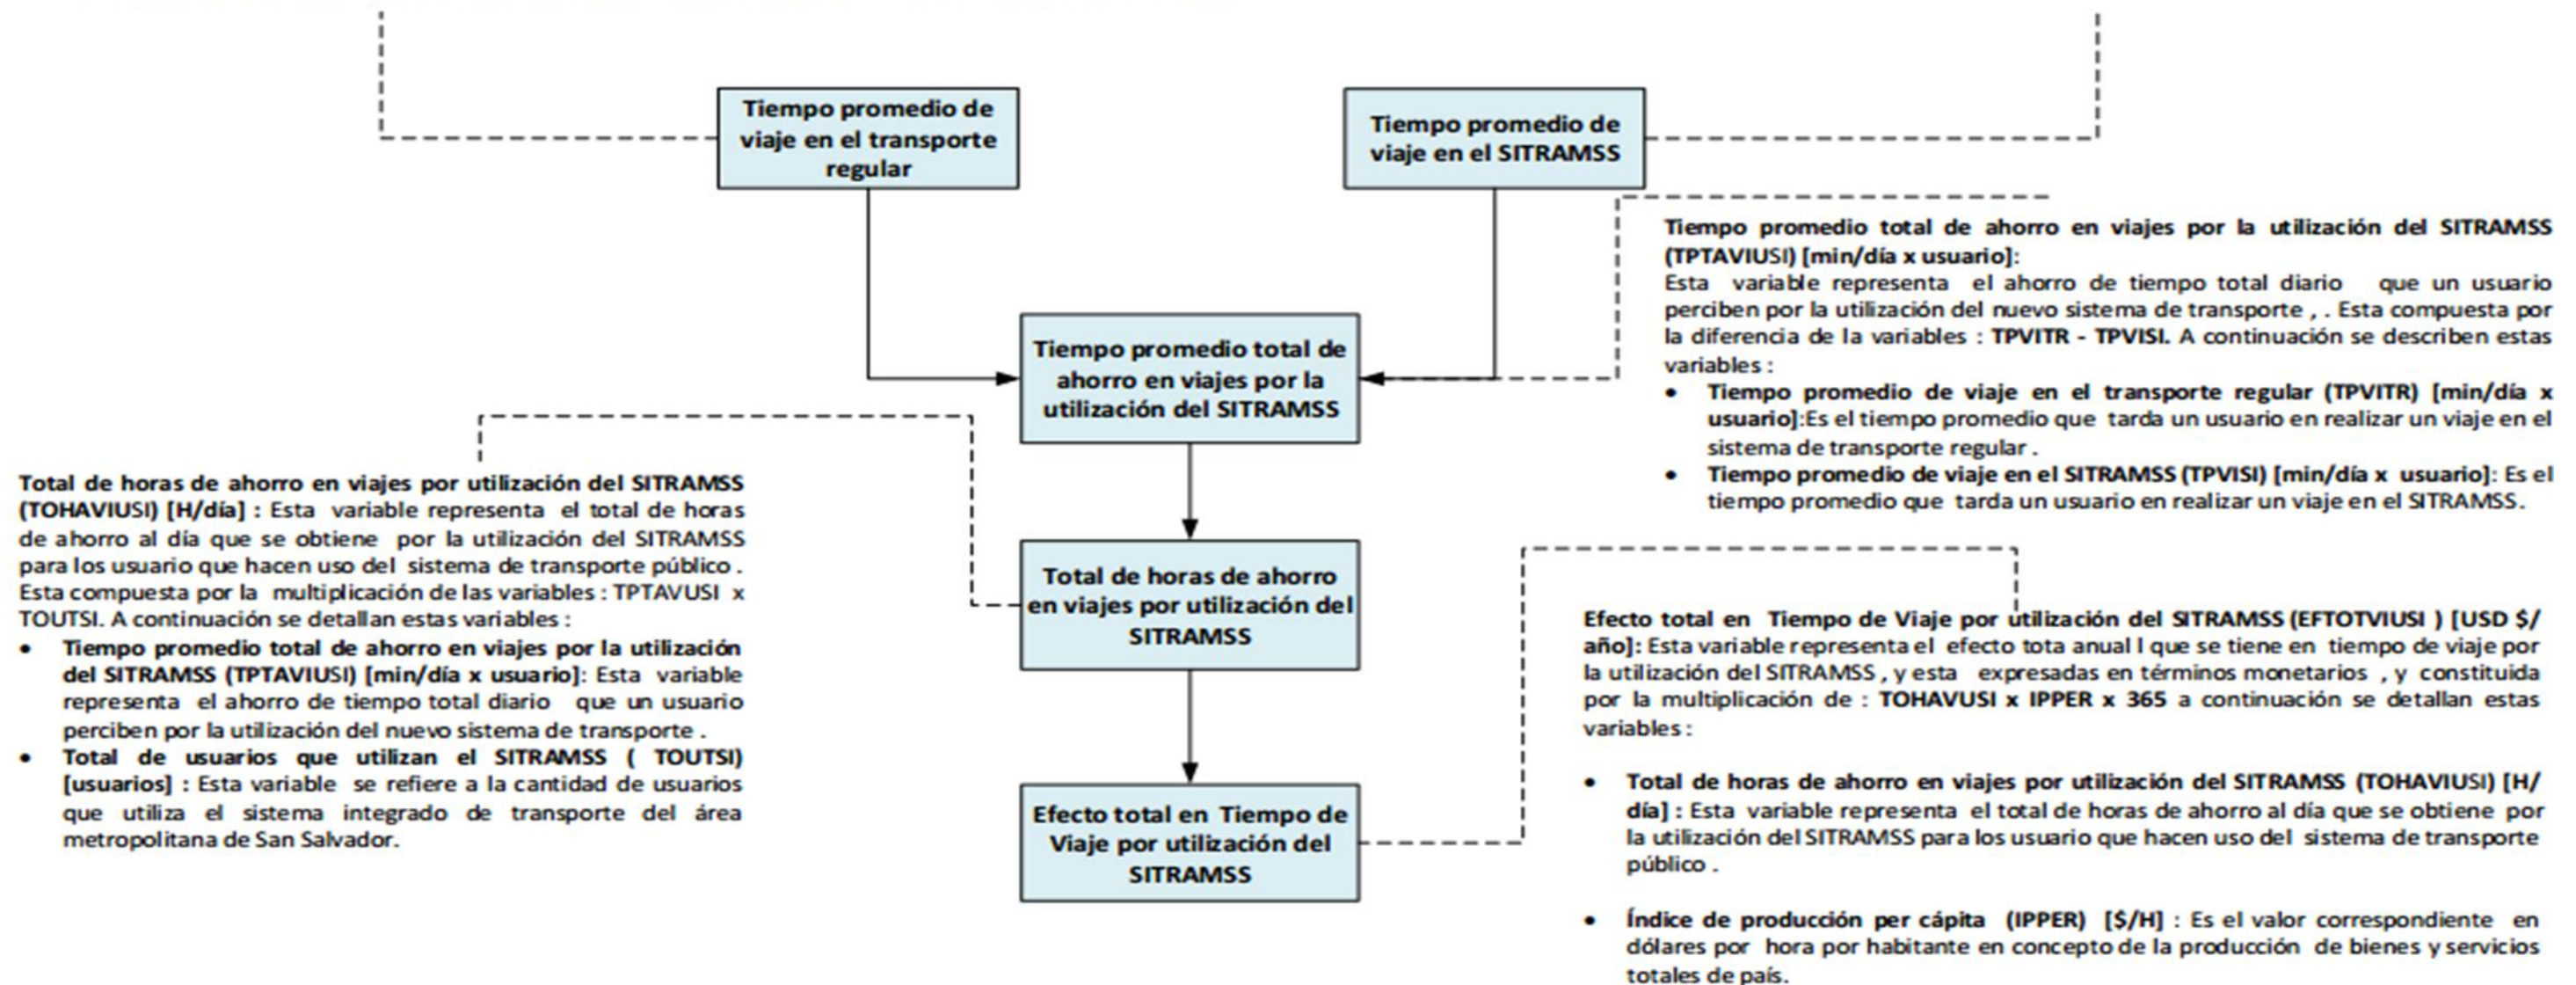 Tiempo promedio de
viaje en el transporte
regular
Tiempo promedio de
viaje en el SITRAMSS
Tiempo promedio total de ahorro en viajes por la utilización del SITRAMSS
(TPTAVIUSI) [min/día x usuario]:
Esta variable representa el ahorro de tiempo total diario que un usuario
perciben por la utilización del nuevo sistema de transporte , . Esta compuesta por
la diferencia de la variables : TPVITR - TPVISI. A continuación se describen estas
variables :
• Tiempo promedio de viaje en el transporte regular (TPVITR) [min/día x
usuario]:Es el tiempo promedio que tarda un usuario en realizar un viaje en el
sistema de transporte regular .
• Tiempo promedio de viaje en el SITRAMSS (TPVISI) [min/día x usuario]: Es el
tiempo promedio que tarda un usuario en realizar un viaje en el SITRAMSS.
Tiempo promedio total de
ahorro en viajes por la
utilización del SITRAMSS
Total de horas de ahorro en viajes por utilización del SITRAMSS
(TOHAVIUSI) [H/día] : Esta variable representa el total de horas
de ahorro al día que se obtiene por la utilización del SITRAMSS
para los usuario que hacen uso del sistema de transporte público .
Esta compuesta por la multiplicación de las variables : TPTAVUSI x
TOUTSI. A continuación se detallan estas variables :
• Tiempo promedio total de ahorro en viajes por la utilización
del SITRAMSS (TPTAVIUSI) [min/día x usuario]: Esta variable
representa el ahorro de tiempo total diario que un usuario
perciben por la utilización del nuevo sistema de transporte .
• Total de usuarios que utilizan el SITRAMSS ( TOUTSI)
[usuarios] : Esta variable se refiere a la cantidad de usuarios
que utiliza el sistema integrado de transporte del área
metropolitana de San Salvador.
Total de horas de ahorro
en viajes por utilización del
SITRAMSS
Efecto total en Tiempo de Viaje por utilización del SITRAMSS (EFTOTVIUSI ) [USD $/
año]: Esta variable representa el efecto tota anual l que se tiene en tiempo de viaje por
la utilización del SITRAMSS , y esta expresadas en términos monetarios , y constituida
por la multiplicación de : TOHAVUSI x IPPER x 365 a continuación se detallan estas
variables :
• Total de horas de ahorro en viajes por utilización del SITRAMSS (TOHAVIUSI) [H/
día] : Esta variable representa el total de horas de ahorro al día que se obtiene por
la utilización del SITRAMSS para los usuario que hacen uso del sistema de transporte
público .
• Índice de producción per cápita (IPPER) [$/H] : Es el valor correspondiente en
dólares por hora por habitante en concepto de la producción de bienes y servicios
totales de país.
Efecto total en Tiempo de
Viaje por utilización del
SITRAMSS